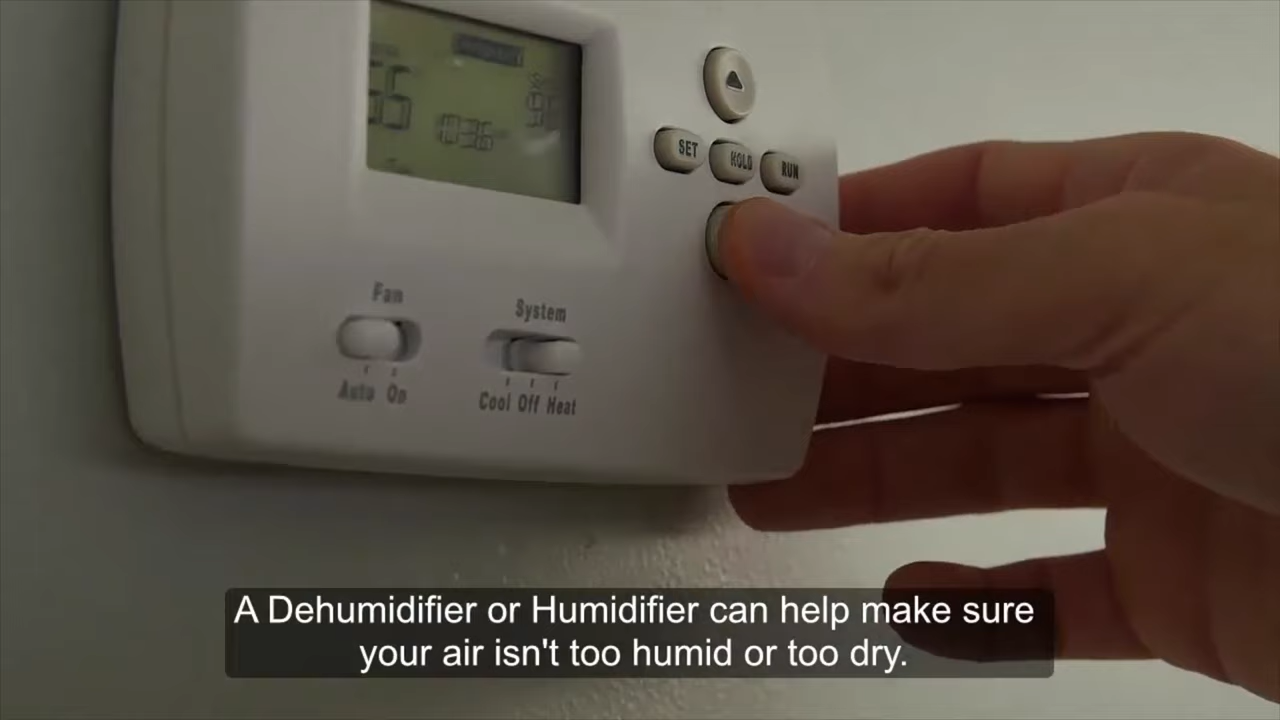 SET HOLD RUN
Fan
System
Auto On
Cool Off Heat
A Dehumidifier or Humidifier can help make sure
your air isn't too humid or too dry.